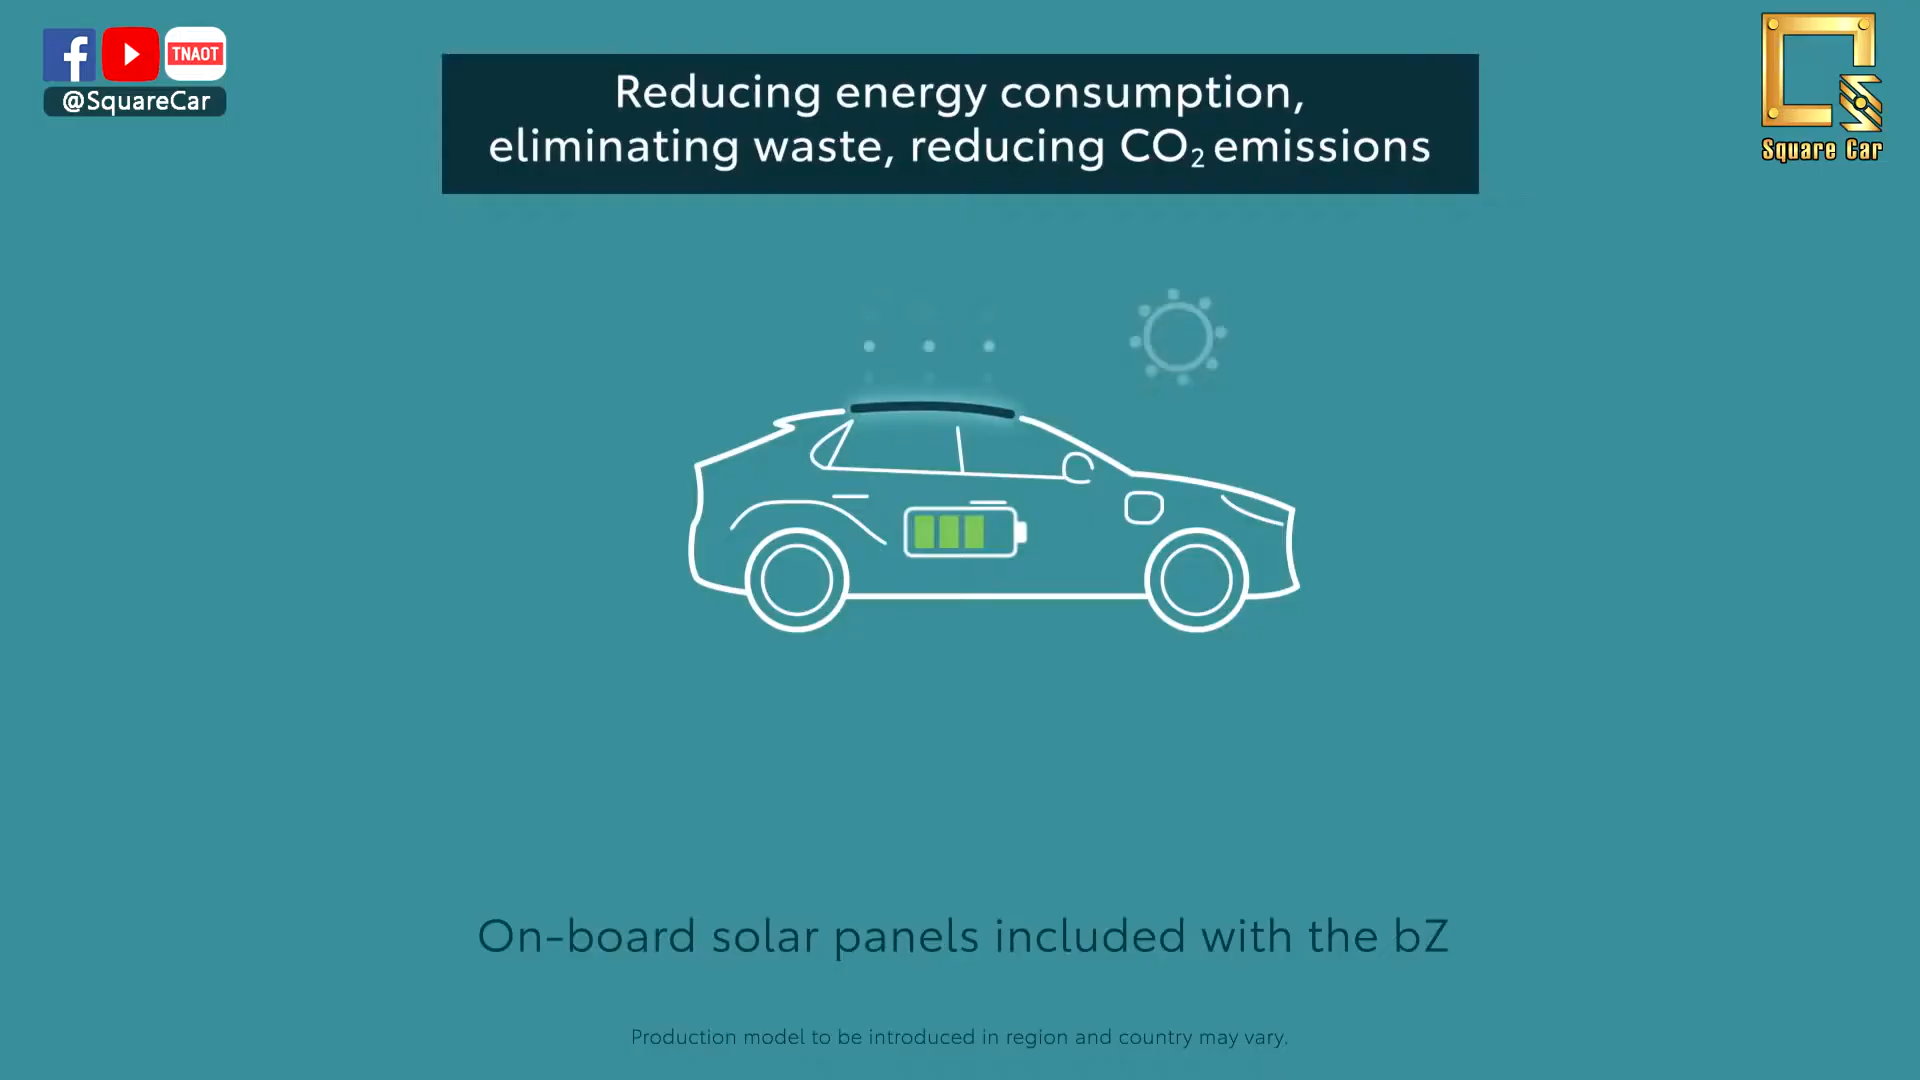 TNAOT
@SquareCar
Reducing energy consumption,
eliminating waste, reducing CO₂ emissions
Square Car
On-board solar panels included with the bZ
Production model to be introduced in region and country may vary.